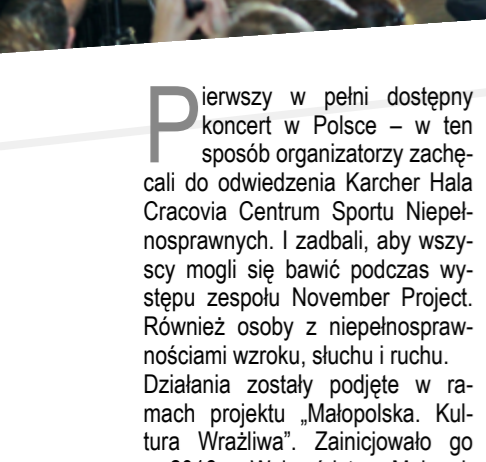 Pierwszy w pełni dostępny
koncert w Polsce – w ten
sposób organizatorzy zachę-
cali do odwiedzenia Karcher Hala
Cracovia Centrum Sportu Niepeł-
nosprawnych. I zadbali, aby wszy-
scy mogli się bawić podczas wy-
stępu zespołu November Project.
Również osoby z niepełnospraw-
nościami wzroku, słuchu i ruchu.
Działania zostały podjęte w ra-
mach projektu „Małopolska. Kul-
tura Wrażliwa”. Zainicjowało go